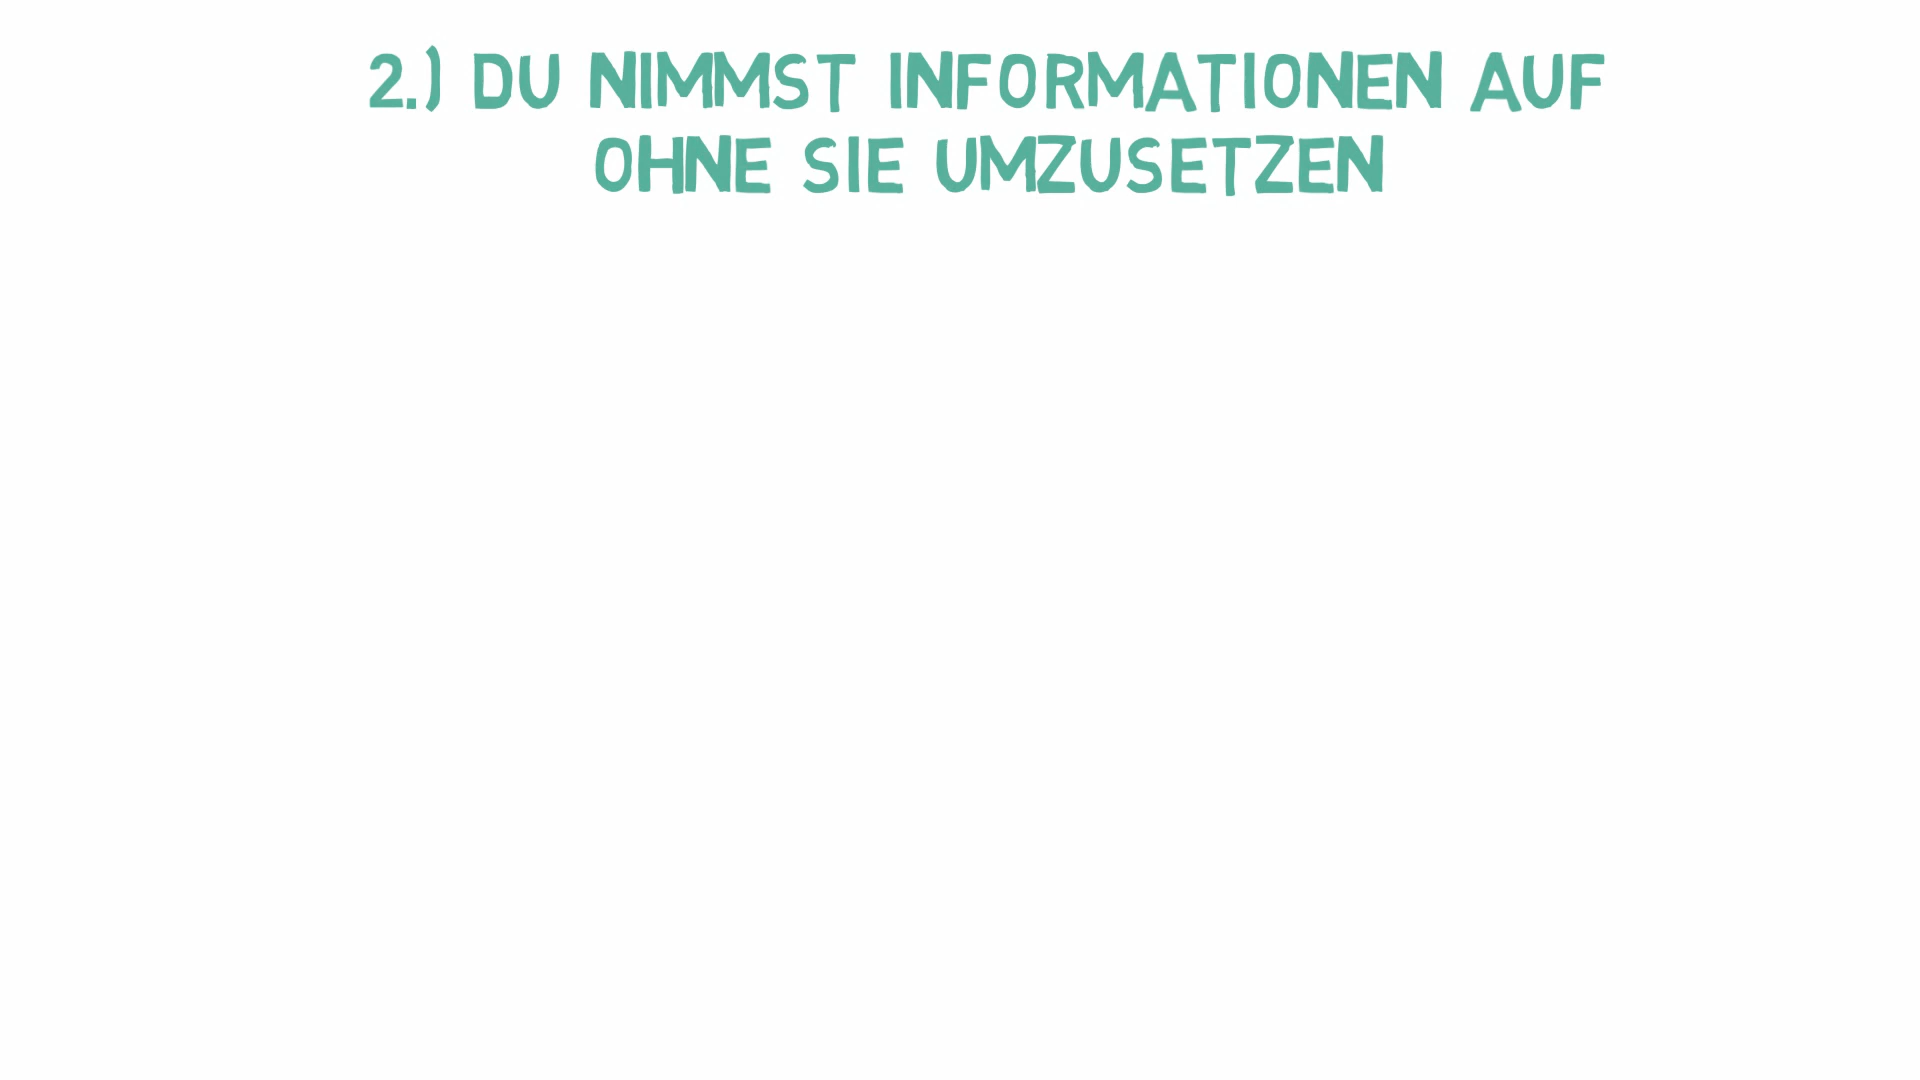 2.) DU NIMMST INFORMATIONEN AUF
OHNE SIE UMZUSETZEN